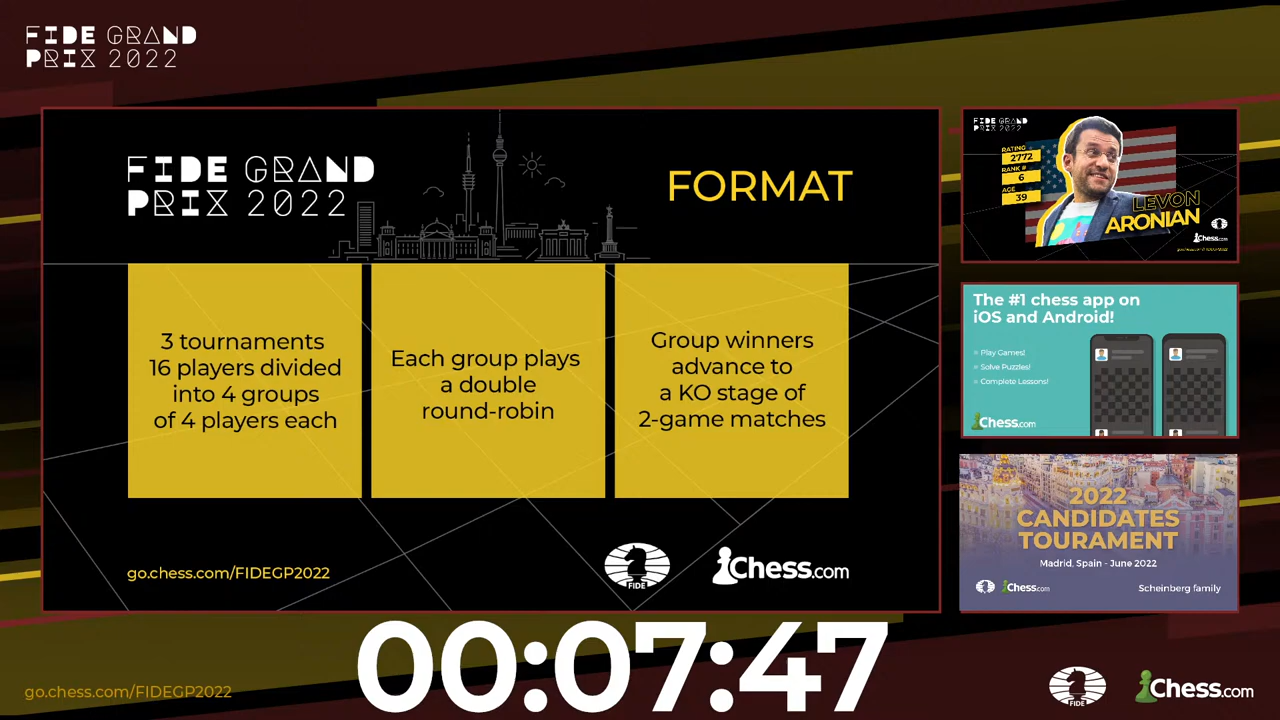 FIDE GRAND
PRIX 2022
FIDE GRAND
PRIX 2022
FORMAT
3 tournaments
16 players divided
into 4 groups
of 4 players each
Each group plays
a double
round-robin
Group winners
advance to
a KO stage of
2-game matches
go.chess.com/FIDEGP2022
FIDE
Chess.com
FIDE GRAND
PRIX 2022
RATING
2772
RANK #
6
AGE
39
LEVON
ARONIAN
Chess.com
go.chess.com/FIDEGP2022
The #1 chess app on
iOS and Android!
Play Games!
Solve Puzzles!
Complete Lessons!
Chess.com
2022
CANDIDATES
TOURAMENT
Madrid, Spain - June 2022
Chess.com
Scheinberg family
00:07:47
go.chess.com/FIDEGP2022
FIDE
Chess.com